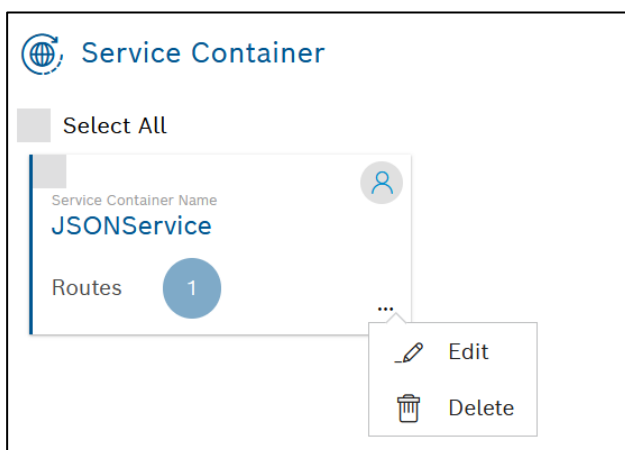 Service Container
Select All
Service Container Name
JSONService
Routes 1
...
Edit
Delete